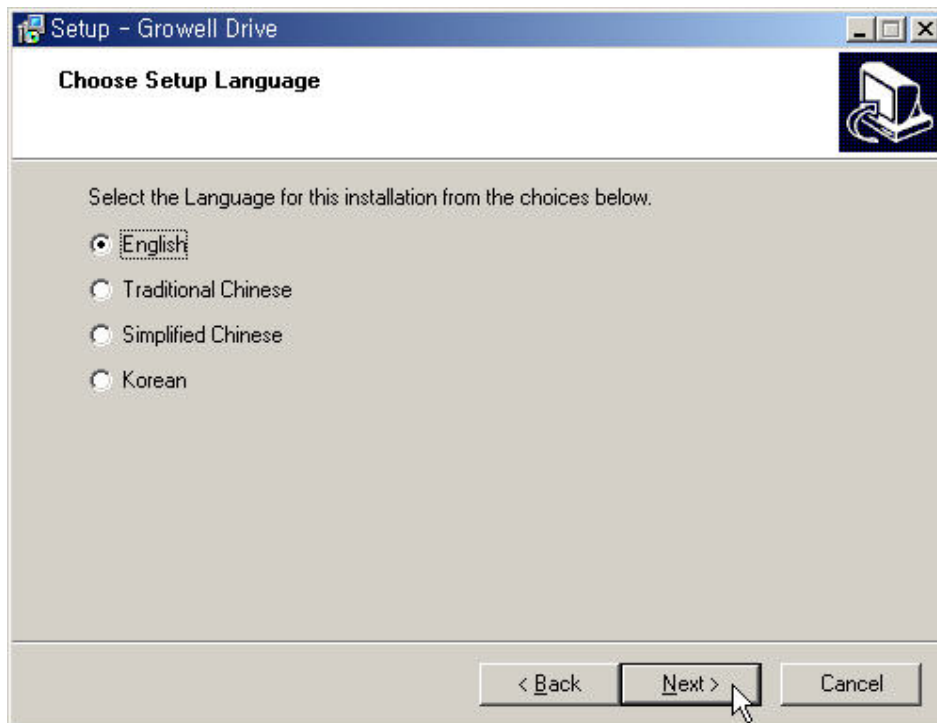 Setup - Growell Drive
Choose Setup Language
Select the Language for this installation from the choices below.
English
Traditional Chinese
Simplified Chinese
Korean
< Back
Next >
Cancel